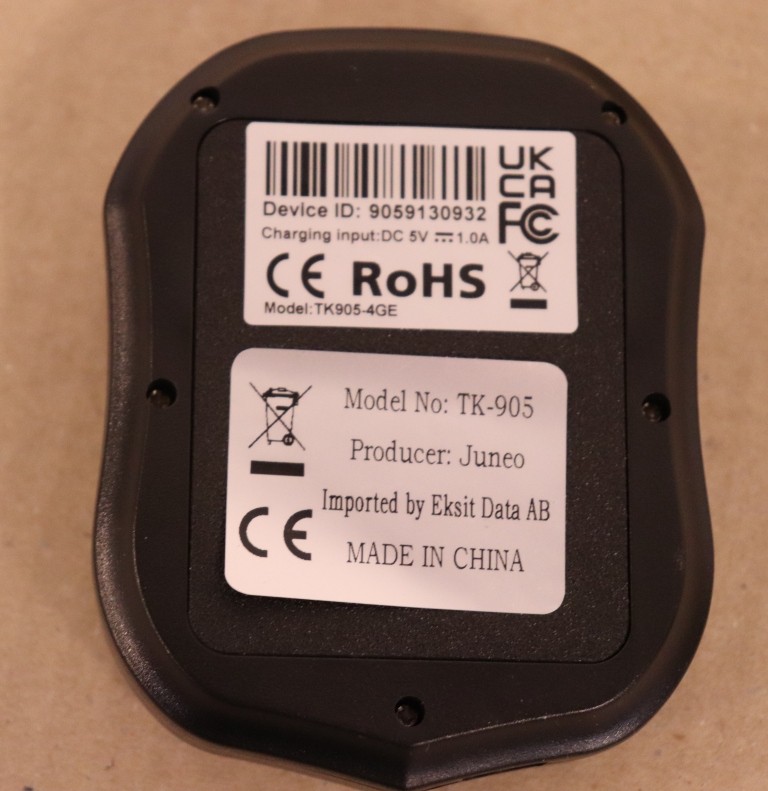 UK
CA
Device ID: 9059130932
FC
Charging input:DC 5V ⎓1.0A
CE RoHS
Model:TK905-4GE
Model No: TK-905
Producer: Juneo
Imported by Eksit Data AB
CE
MADE IN CHINA